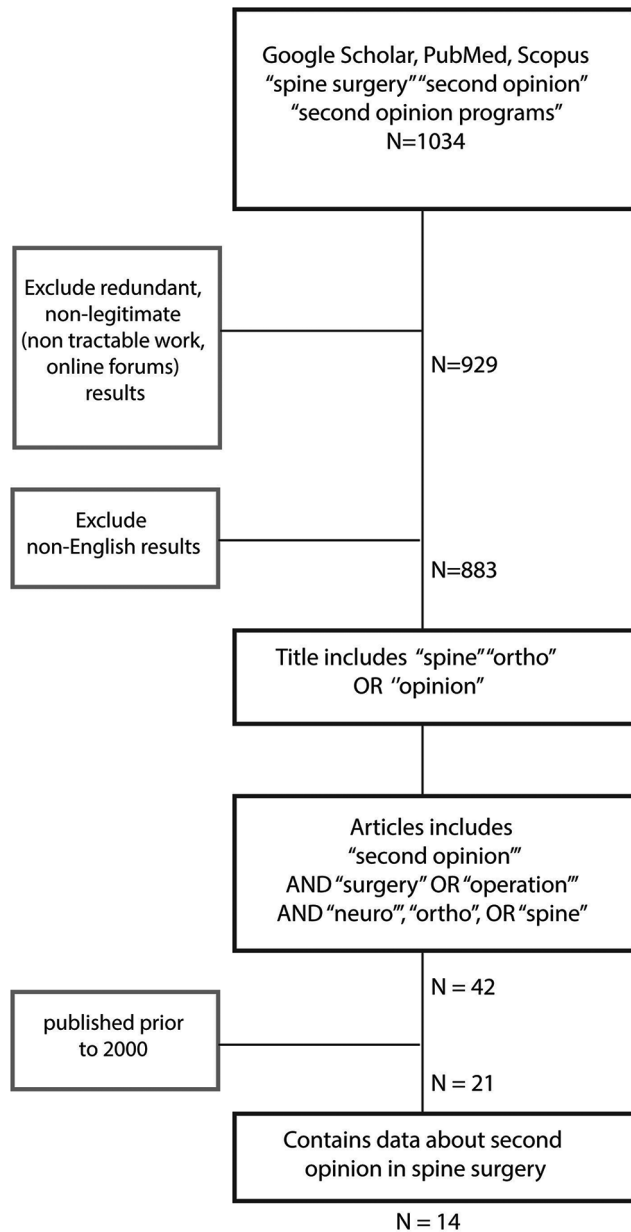 Google Scholar, PubMed, Scopus
“spine surgery”“second opinion”
“second opinion programs”
N=1034
Exclude redundant,
non-legitimate
(non tractable work,
online forums)
results
N=929
Exclude
non-English results
N=883
Title includes “spine”“ortho”
OR ‘‘opinion”
Articles includes
“second opinion’”
AND “surgery” OR “operation’”
AND “neuro’”, “ortho”, OR “spine”
N = 42
published prior
to 2000
N = 21
Contains data about second
opinion in spine surgery
N = 14